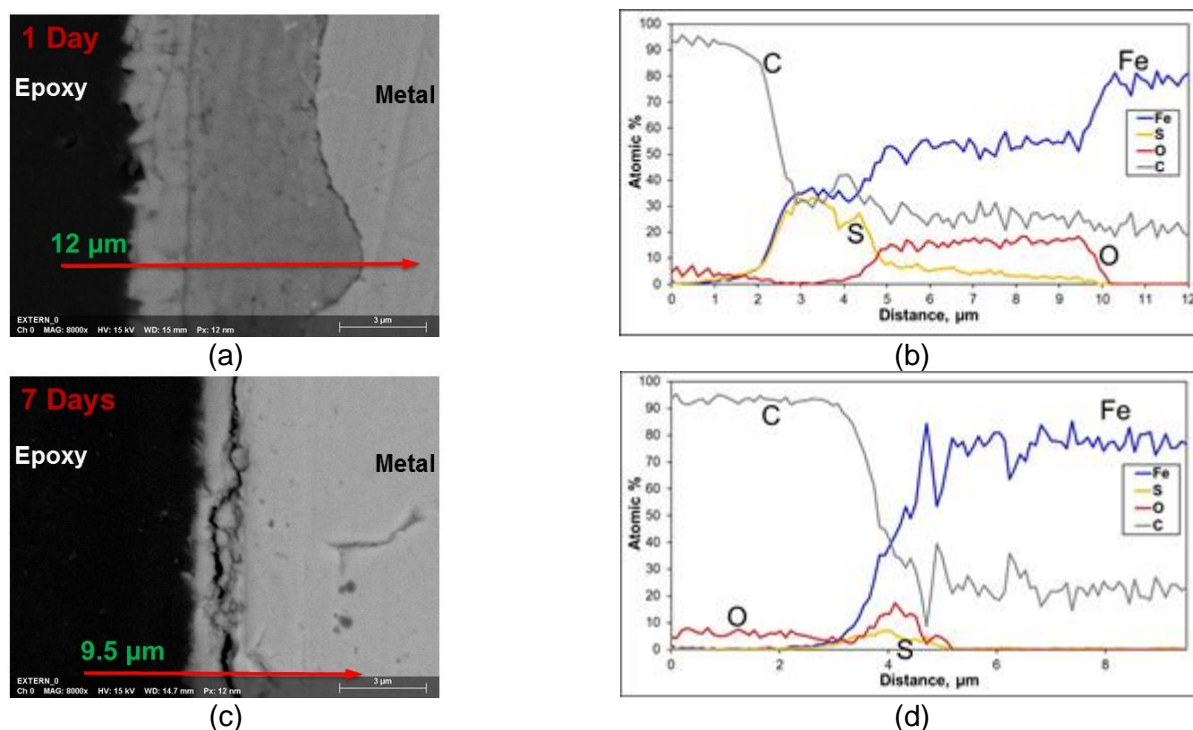 1 Day
Epoxy
Metal
12 µm
EXTERN_0
Ch 0 MAG: 8000x HV: 15 kV WD: 15 mm Px: 12 nm
3 µm
(a)
100
90
80
70
60
50
40
30
20
10
0
Atomic %
C
Fe
S
O
Fe
S
O
C
0 1 2 3 4 5 6 7 8 9 10 11 12
Distance, µm
(b)
7 Days
Epoxy
Metal
9.5 µm
EXTERN_0
Ch 0 MAG: 8000x HV: 15 kV WD: 14.7 mm Px: 12 nm
3 µm
(c)
100
90
80
70
60
50
40
30
20
10
0
Atomic %
C
Fe
O
S
Fe
S
O
C
0 2 4 6 8
Distance, µm
(d)